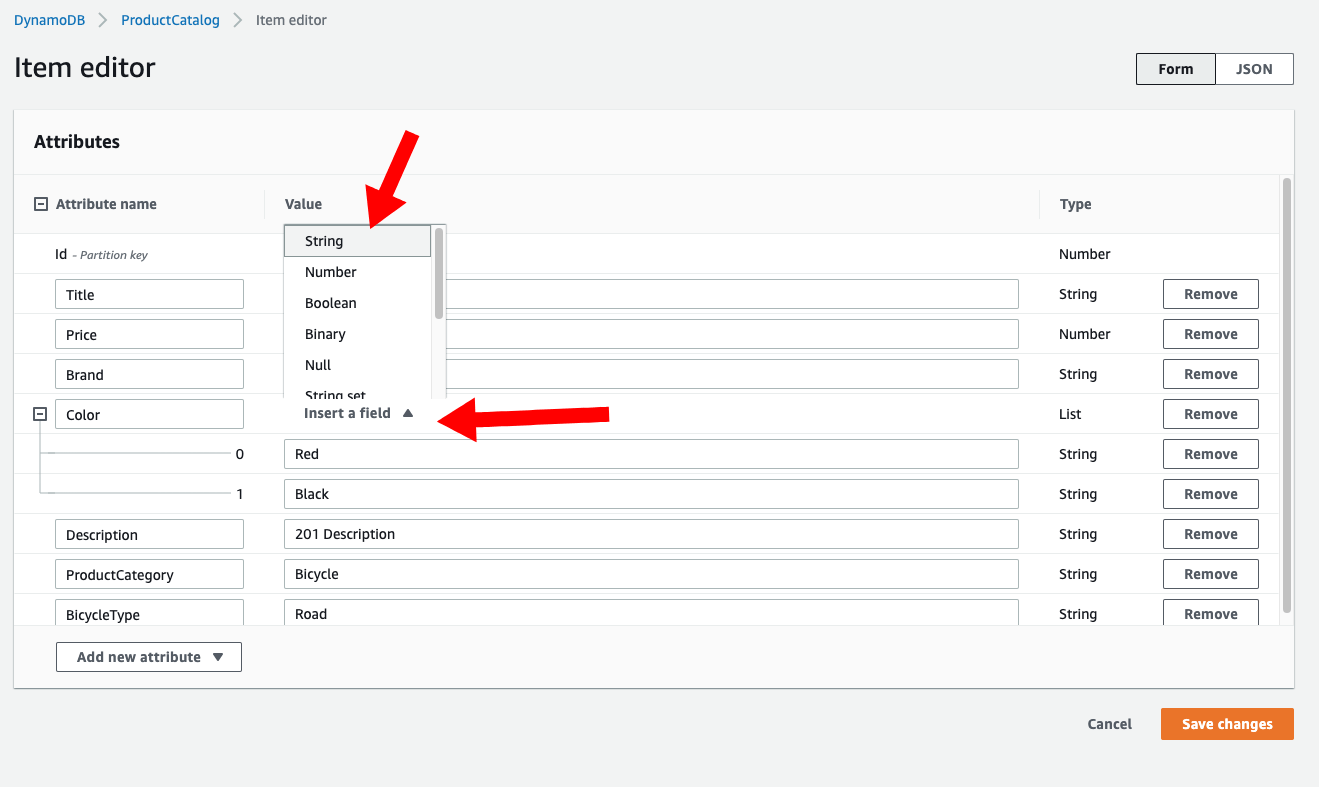 DynamoDB > ProductCatalog > Item editor
Item editor
Form JSON
Attributes
Attribute name Value Type
String
Id - Partition key Number
Number
Title String Remove
Boolean
Price Binary Number Remove
Null
Brand String Remove
String set
Color Insert a field List Remove
0 Red String Remove
1 Black String Remove
Description 201 Description String Remove
ProductCategory Bicycle String Remove
BicycleType Road String Remove
Add new attribute
Cancel Save changes